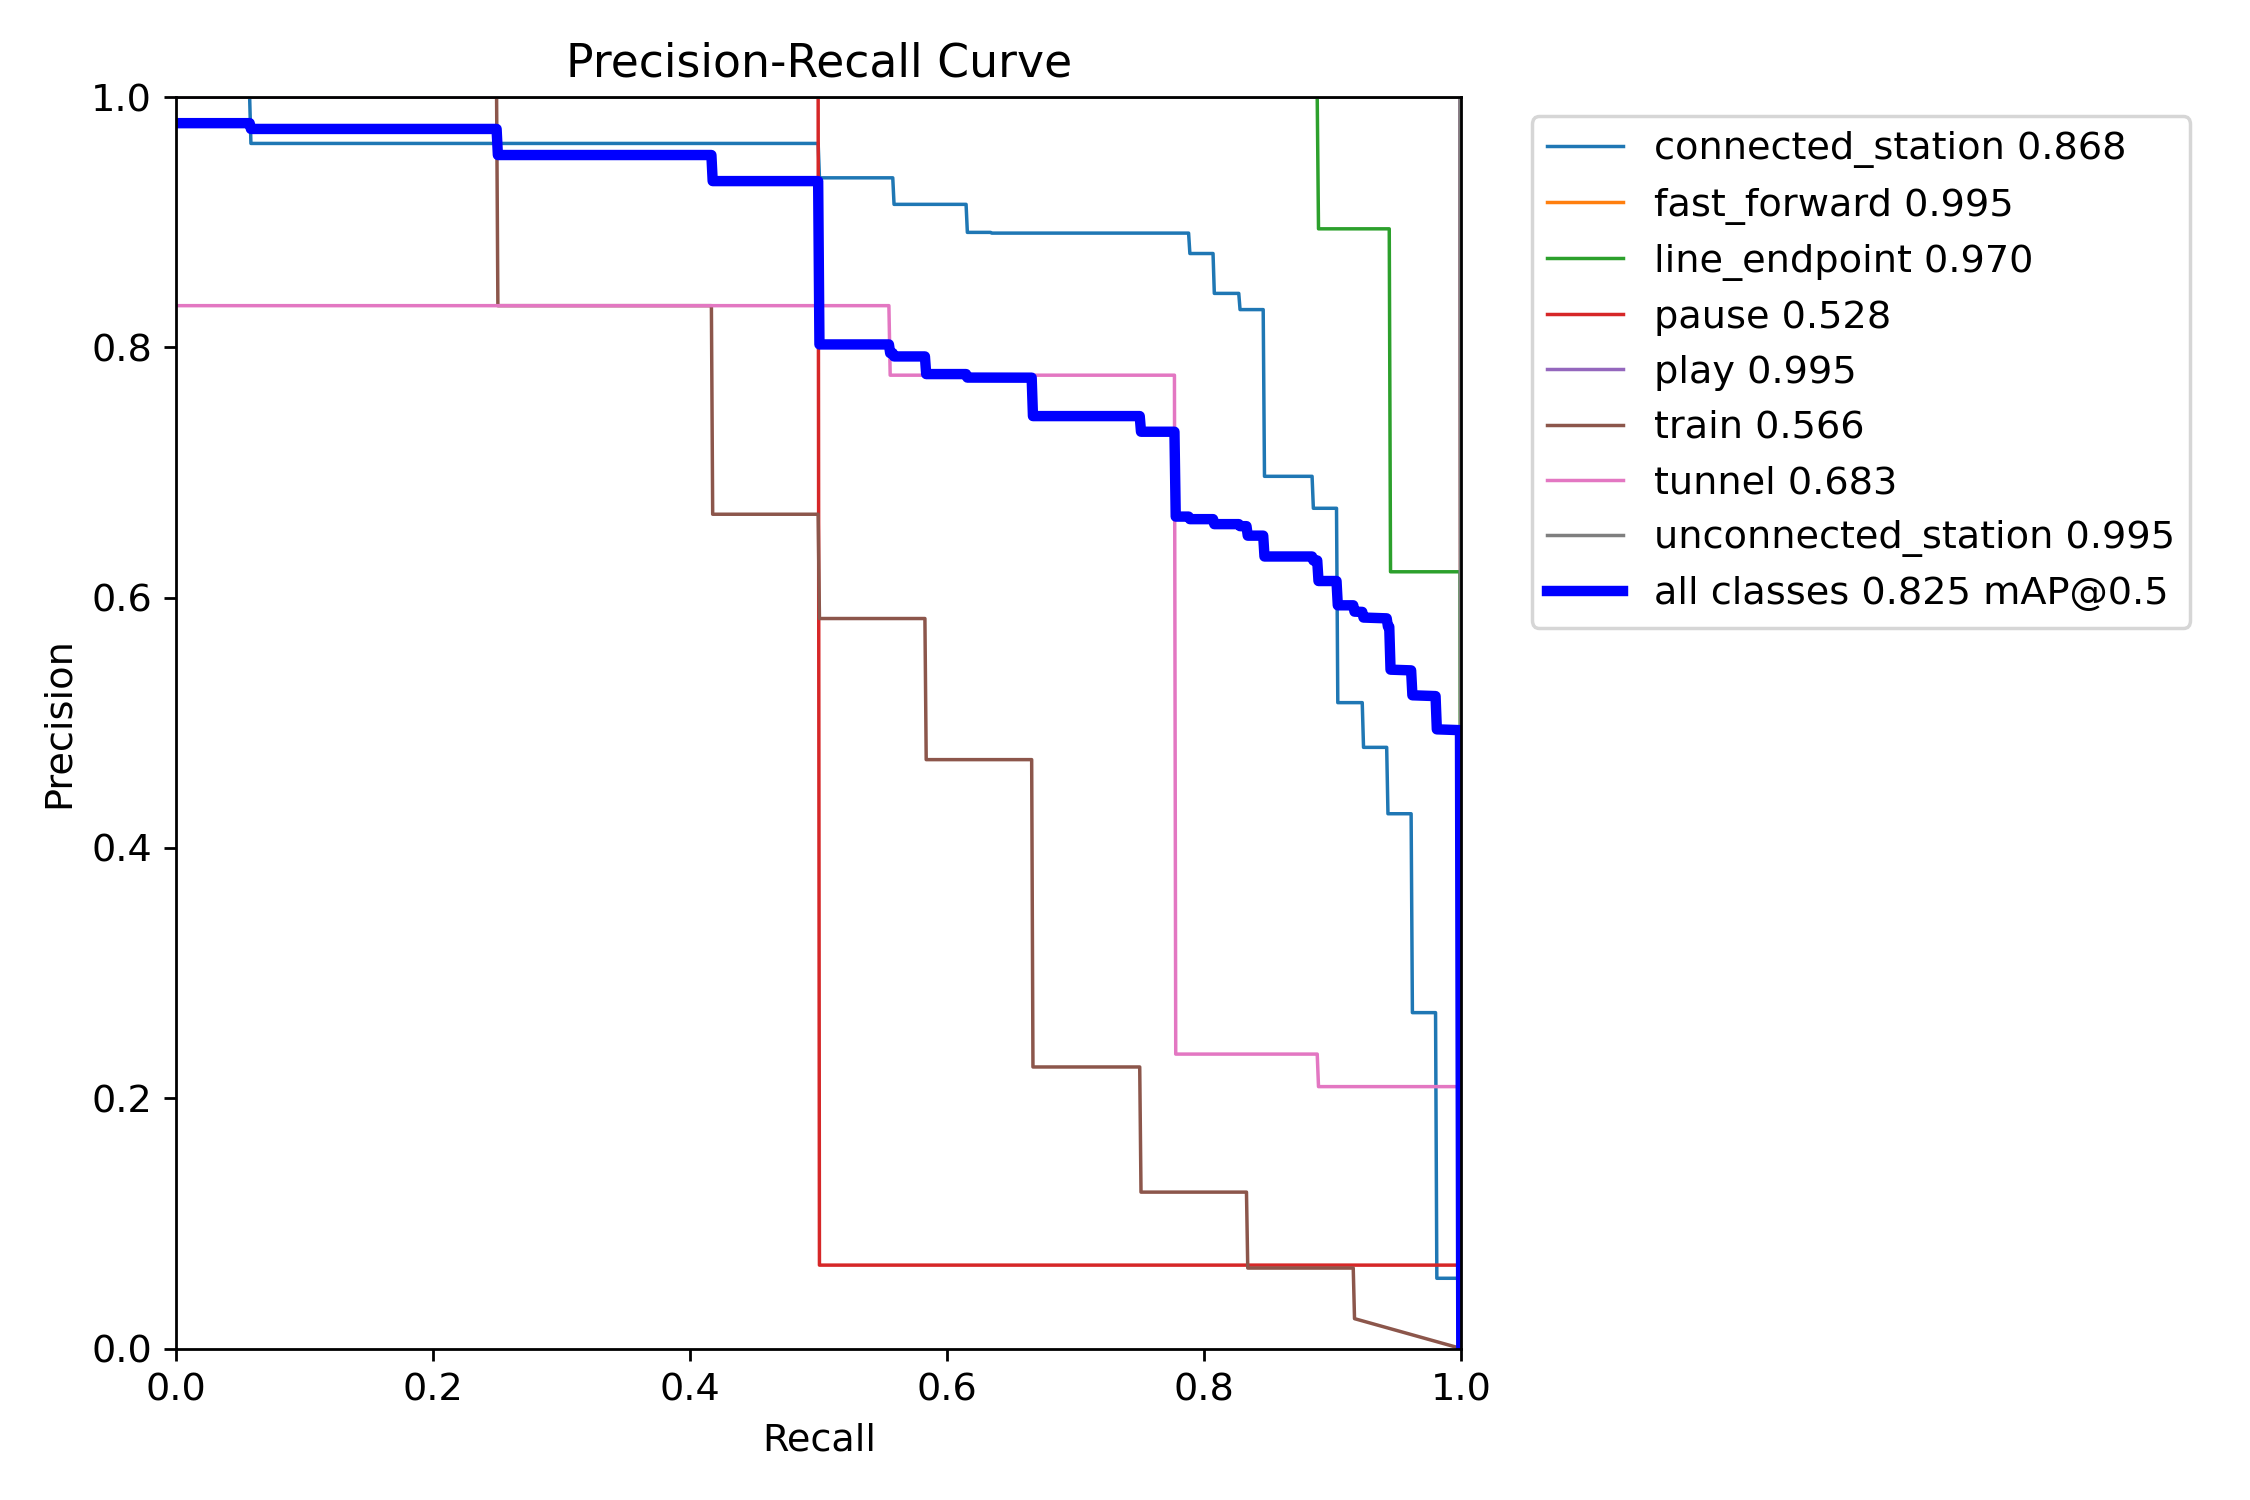 Precision-Recall Curve
1.0
0.8
0.6
0.4
0.2
0.0
Precision
0.0 0.2 0.4 0.6 0.8 1.0
Recall
connected_station 0.868
fast_forward 0.995
line_endpoint 0.970
pause 0.528
play 0.995
train 0.566
tunnel 0.683
unconnected_station 0.995
all classes 0.825 mAP@0.5